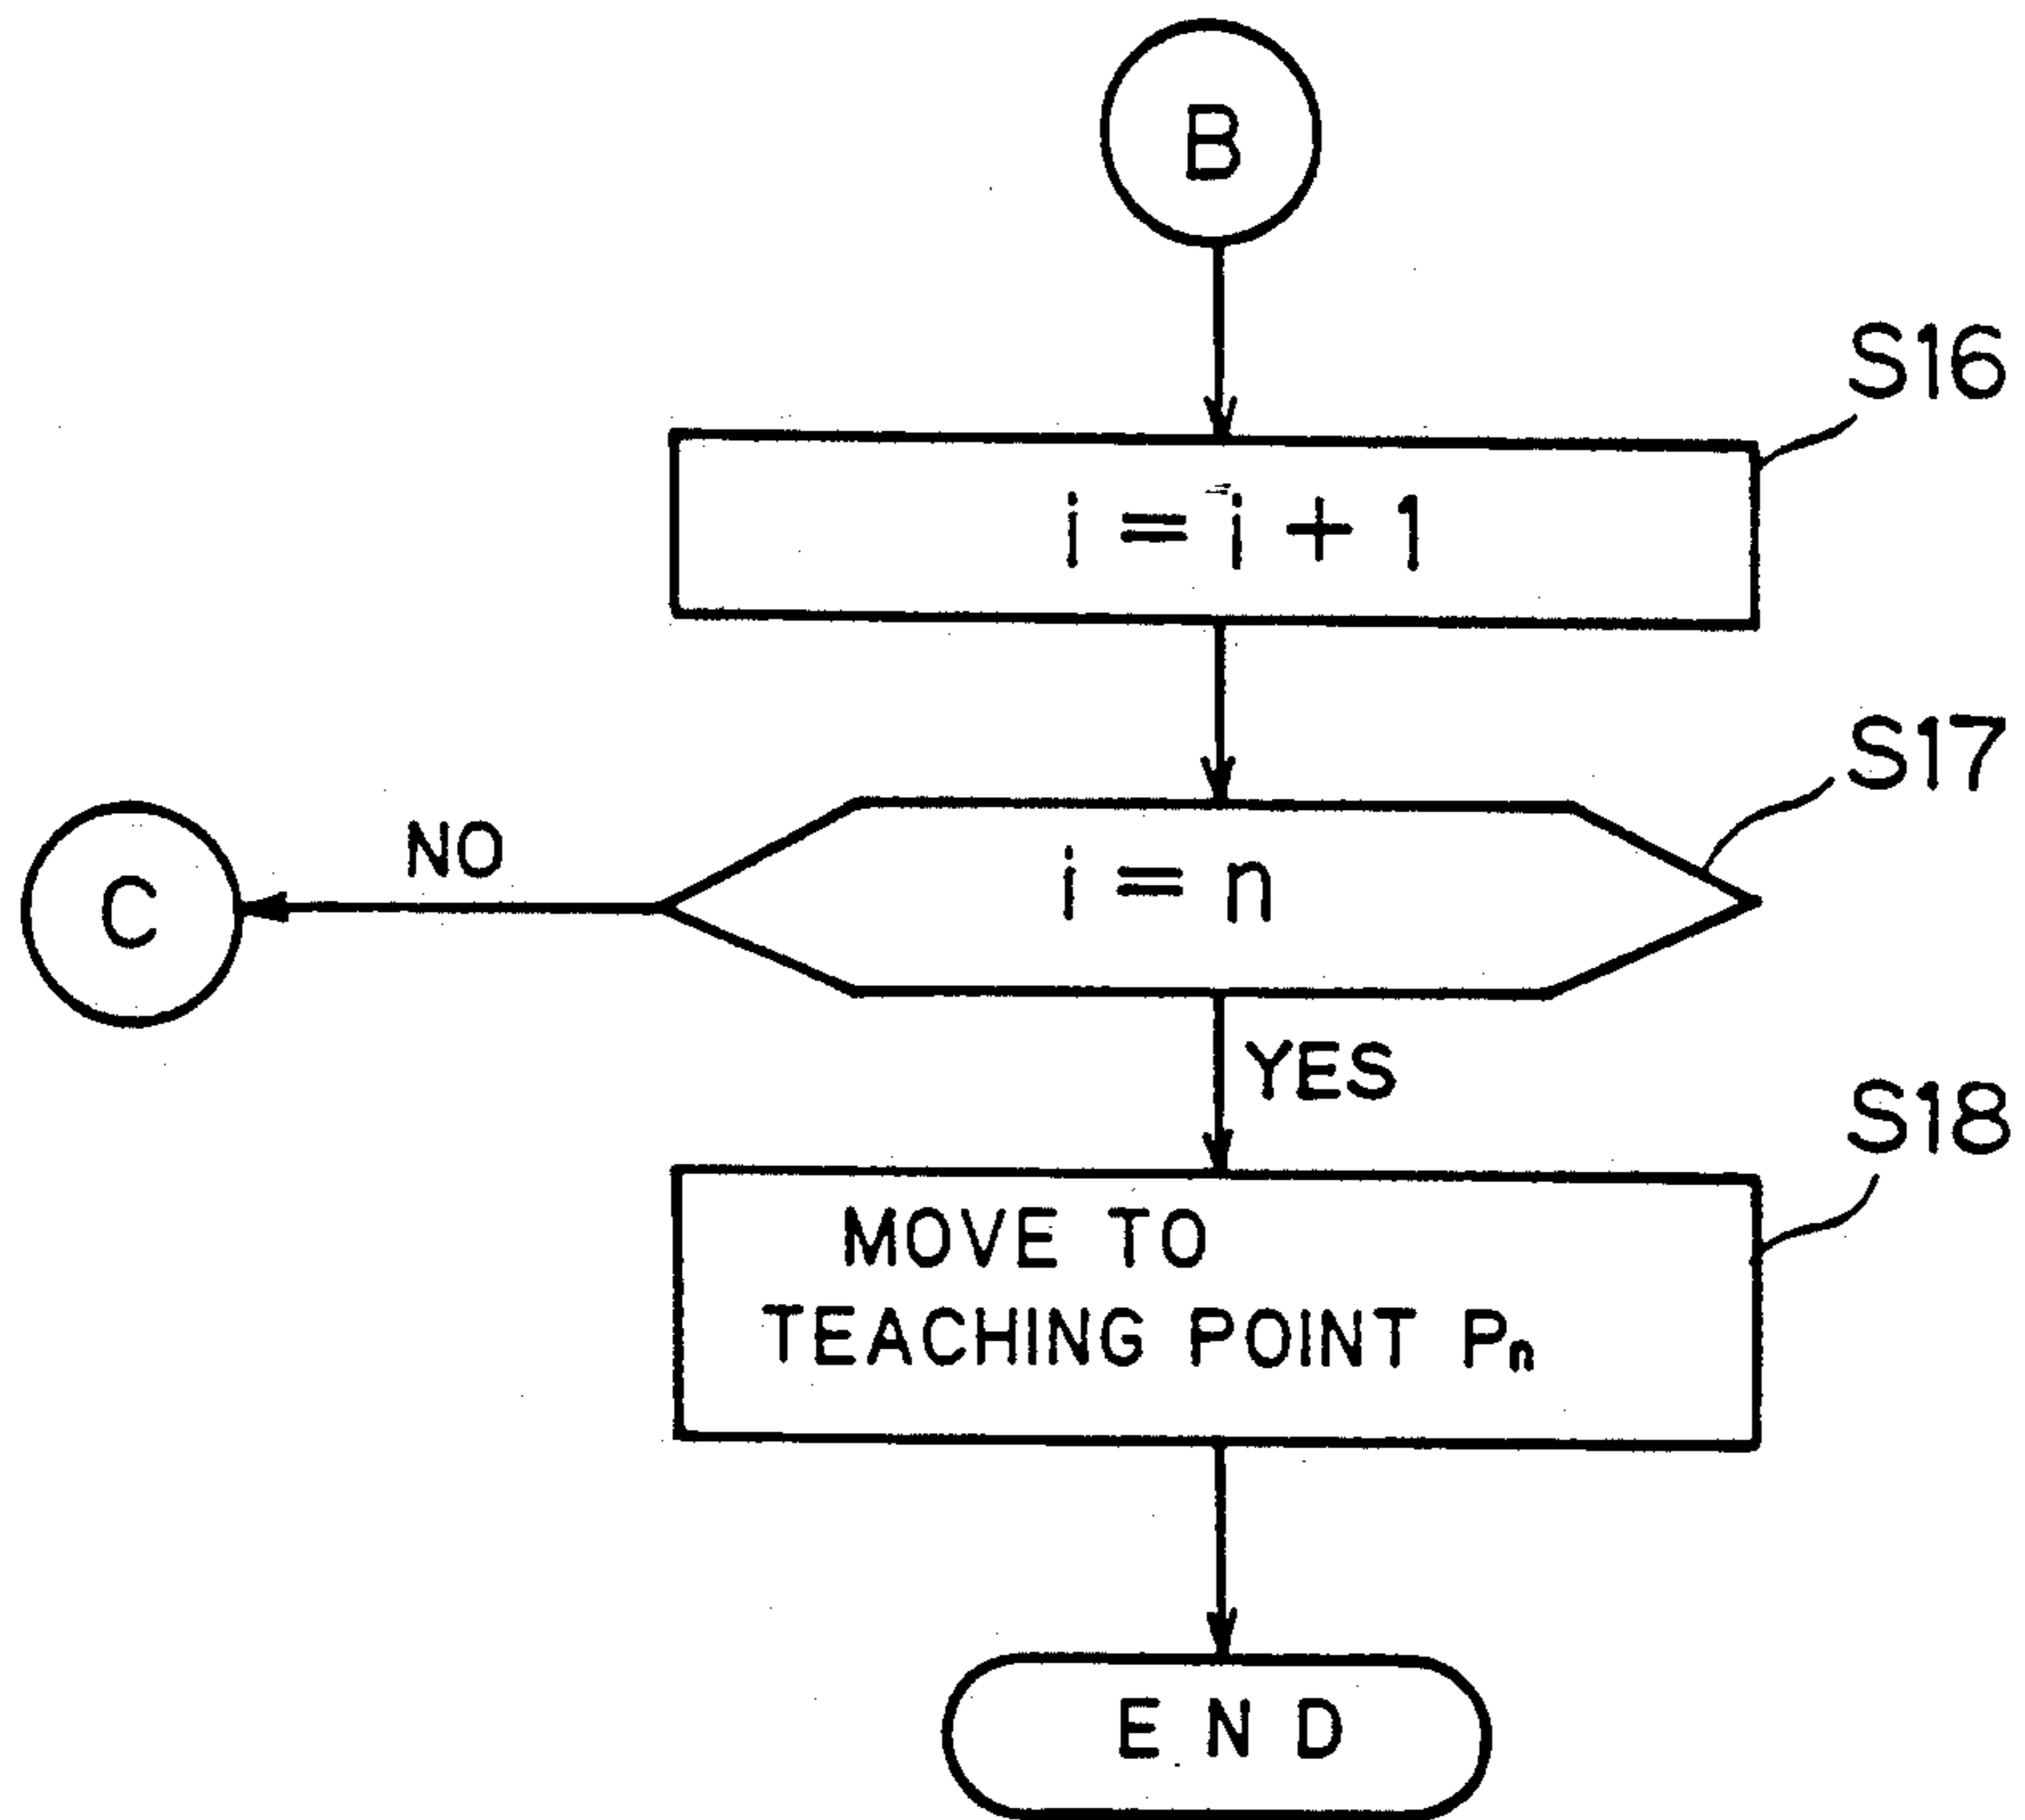 B
S16
i = i + 1
S17
i = n
NO
C
YES
S18
MOVE TO
TEACHING POINT Pn
END